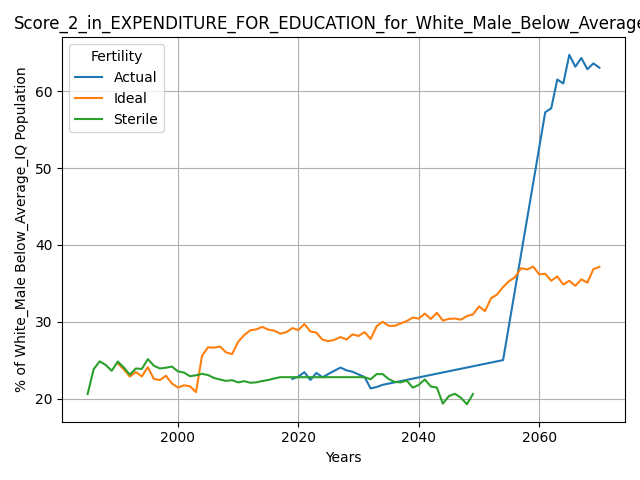 Score_2_in_EXPENDITURE_FOR_EDUCATION_for_White_Male_Below_Average
Fertility
Actual
Ideal
Sterile
% of White_Male Below_Average_IQ Population
60
50
40
30
20
2000
2020
2040
2060
Years